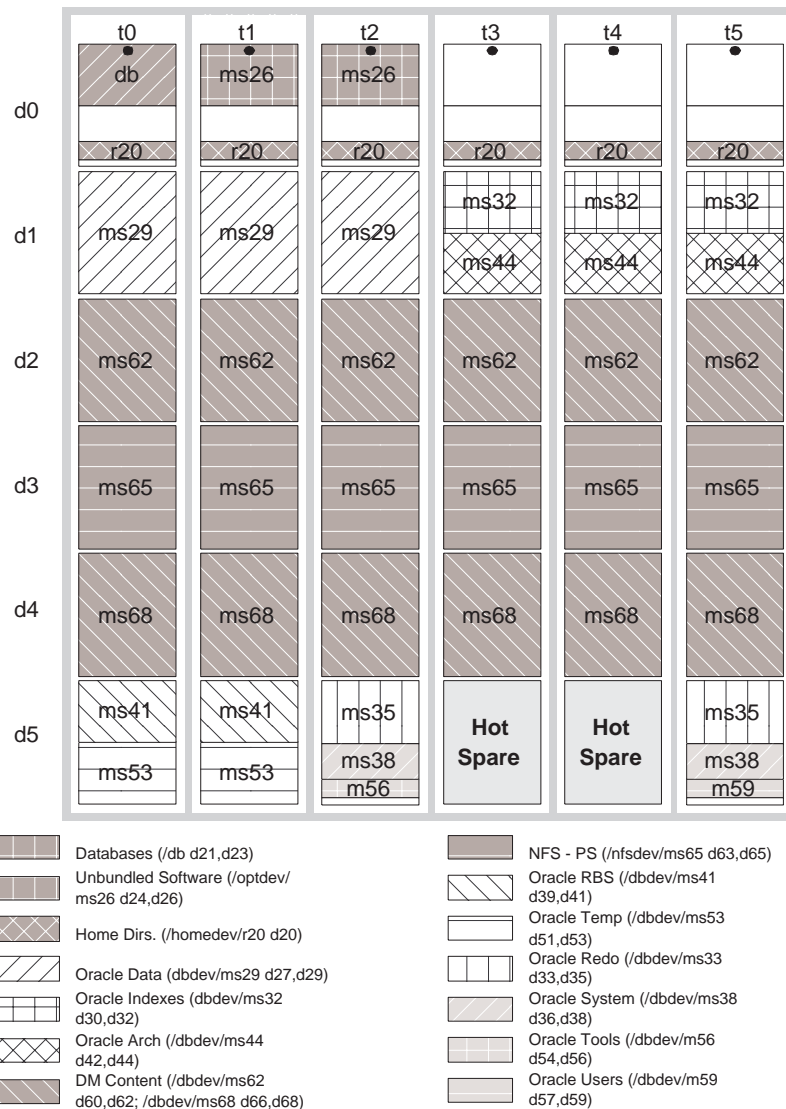 t0 t1 t2 t3 t4 t5
db ms26 ms26
d0
r20 r20 r20 r20 r20 r20
ms32 ms32 ms32
d1 ms29 ms29 ms29
ms44 ms44 ms44
d2 ms62 ms62 ms62 ms62 ms62 ms62
d3 ms65 ms65 ms65 ms65 ms65 ms65
d4 ms68 ms68 ms68 ms68 ms68 ms68
ms41 ms41 ms35 ms35
d5 Hot Hot
Spare Spare
ms53 ms53 ms38 ms38
m56 m59
Databases (/db d21,d23)
Unbundled Software (/optdev/
ms26 d24,d26)
Home Dirs. (/homedev/r20 d20)
Oracle Data (dbdev/ms29 d27,d29)
Oracle Indexes (dbdev/ms32
d30,d32)
Oracle Arch (/dbdev/ms44
d42,d44)
DM Content (/dbdev/ms62
d60,d62; /dbdev/ms68 d66,d68)
NFS - PS (/nfsdev/ms65 d63,d65)
Oracle RBS (/dbdev/ms41
d39,d41)
Oracle Temp (/dbdev/ms53
d51,d53)
Oracle Redo (/dbdev/ms33
d33,d35)
Oracle System (/dbdev/ms38
d36,d38)
Oracle Tools (/dbdev/m56
d54,d56)
Oracle Users (/dbdev/m59
d57,d59)